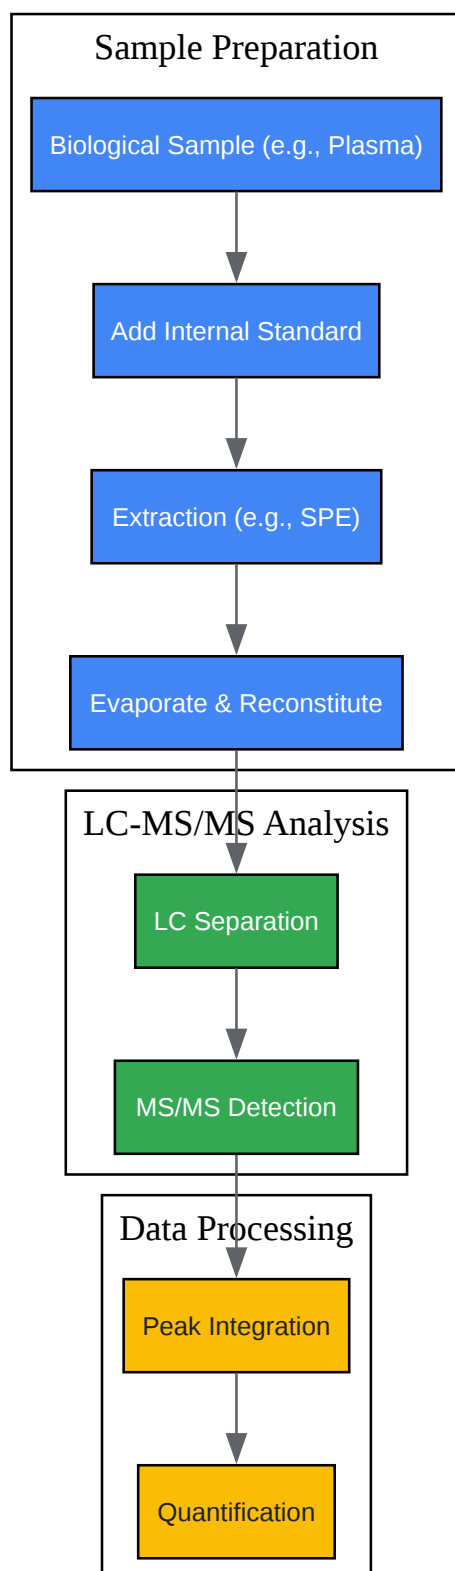 Sample Preparation
Biological Sample (e.g., Plasma)
Add Internal Standard
Extraction (e.g., SPE)
Evaporate & Reconstitute
LC-MS/MS Analysis
LC Separation
MS/MS Detection
Data Processing
Peak Integration
Quantification